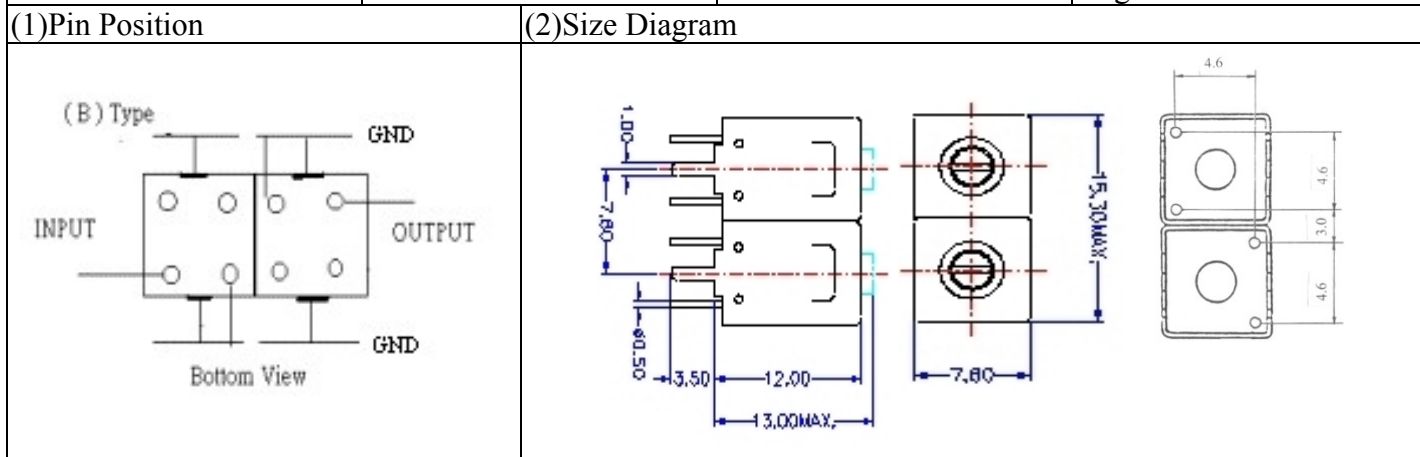 (1)Pin Position
(2)Size Diagram
(B) Type
GND
INPUT
OUTPUT
GND
Bottom View
1.00
7.60
ø0.50
3.50
12.00
13.00MAX.
15.30MAX.
7.60
4.6
4.6
3.0
4.6